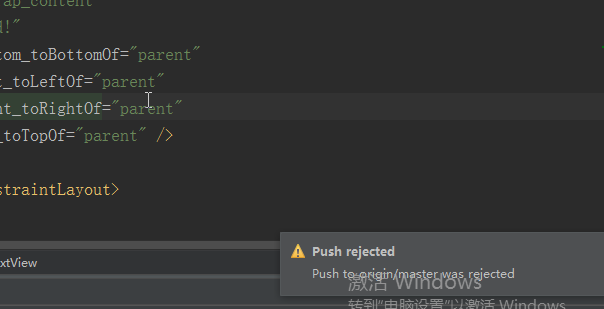 ap_content
d!"
tom_toBottomOf="parent"
t_toLeftOf="parent"
nt_toRightOf="parent"
_toTopOf="parent" />
straintLayout>
xtView
Push rejected
Push to origin/master was rejected
激活 Windows
转到"电脑设置"以激活 Windows